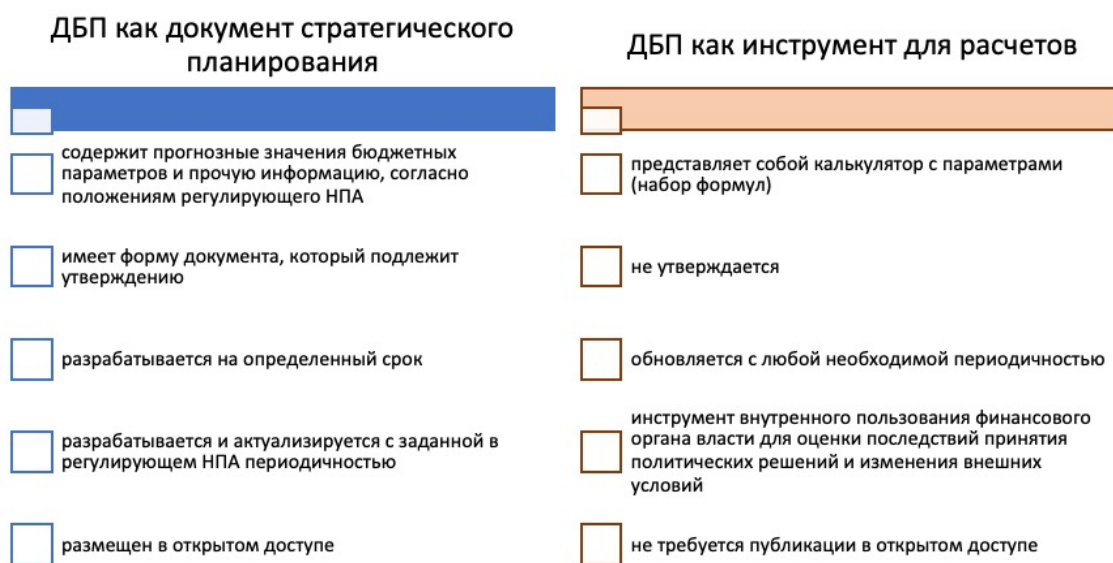 ДБП как документ стратегического
планирования
содержит прогнозные значения бюджетных
параметров и прочую информацию, согласно
положениям регулирующего НПА
имеет форму документа, который подлежит
утверждению
разрабатывается на определенный срок
разрабатывается и актуализируется с заданной в
регулирующем НПА периодичностью
размещен в открытом доступе
ДБП как инструмент для расчетов
представляет собой калькулятор с параметрами
(набор формул)
не утверждается
обновляется с любой необходимой периодичностью
инструмент внутренного пользования финансового
органа власти для оценки последствий принятия
политических решений и изменения внешних
условий
не требуется публикации в открытом доступе